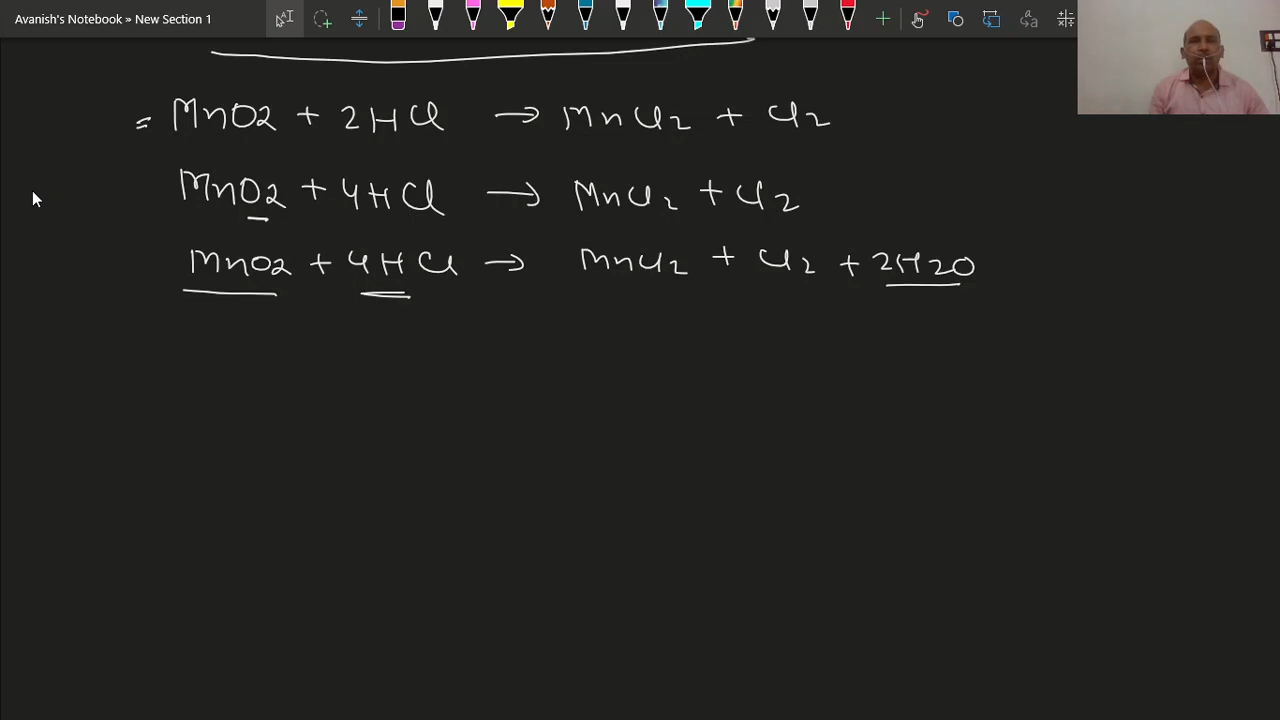 Avanish's Notebook » New Section 1
= MnO2 + 2HCl → MnCl2 + Cl2
MnO2 + 4HCl → MnCl2 + Cl2
MnO2 + 4HCl → MnCl2 + Cl2 + 2H2O